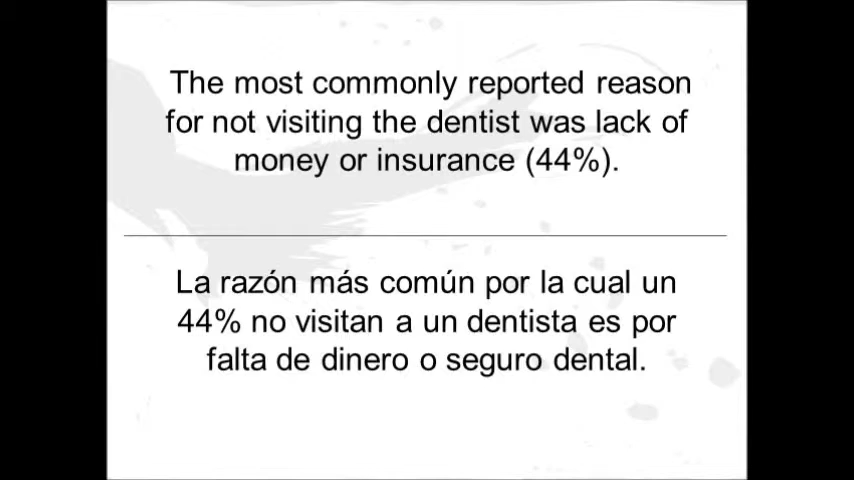 The most commonly reported reason
for not visiting the dentist was lack of
money or insurance (44%).
La razón más común por la cual un
44% no visitan a un dentista es por
falta de dinero o seguro dental.